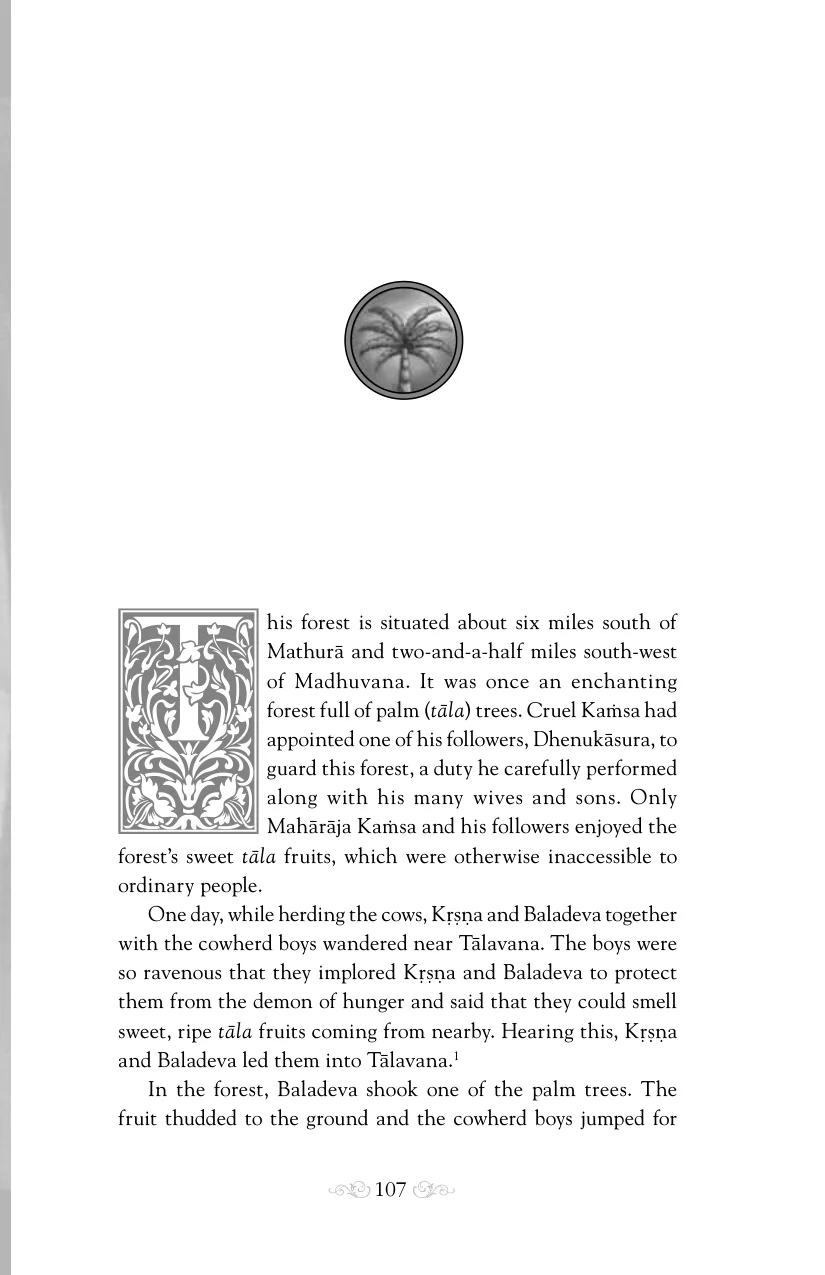 This forest is situated about six miles south of
Mathurā and two-and-a-half miles south-west
of Madhuvana. It was once an enchanting
forest full of palm (tāla) trees. Cruel Kaṁsa had
appointed one of his followers, Dhenukāsura, to
guard this forest, a duty he carefully performed
along with his many wives and sons. Only
Mahārāja Kaṁsa and his followers enjoyed the
forest’s sweet tāla fruits, which were otherwise inaccessible to
ordinary people.
One day, while herding the cows, Kṛṣṇa and Baladeva together
with the cowherd boys wandered near Tālavana. The boys were
so ravenous that they implored Kṛṣṇa and Baladeva to protect
them from the demon of hunger and said that they could smell
sweet, ripe tāla fruits coming from nearby. Hearing this, Kṛṣṇa
and Baladeva led them into Tālavana.¹
In the forest, Baladeva shook one of the palm trees. The
fruit thudded to the ground and the cowherd boys jumped for
107